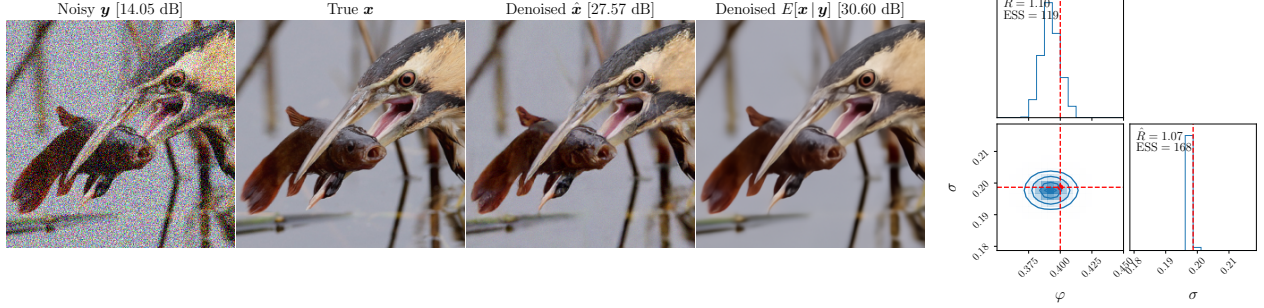 Noisy y [14.05 dB]
True x
Denoised x̂ [27.57 dB]
Denoised E[x | y] [30.60 dB]
R̂ = 1.10
ESS = 119
R̂ = 1.07
ESS = 168
σ
0.21
0.20
0.19
0.18
0.375
0.400
0.425
0.450
φ
0.18
0.19
0.20
0.21
σ